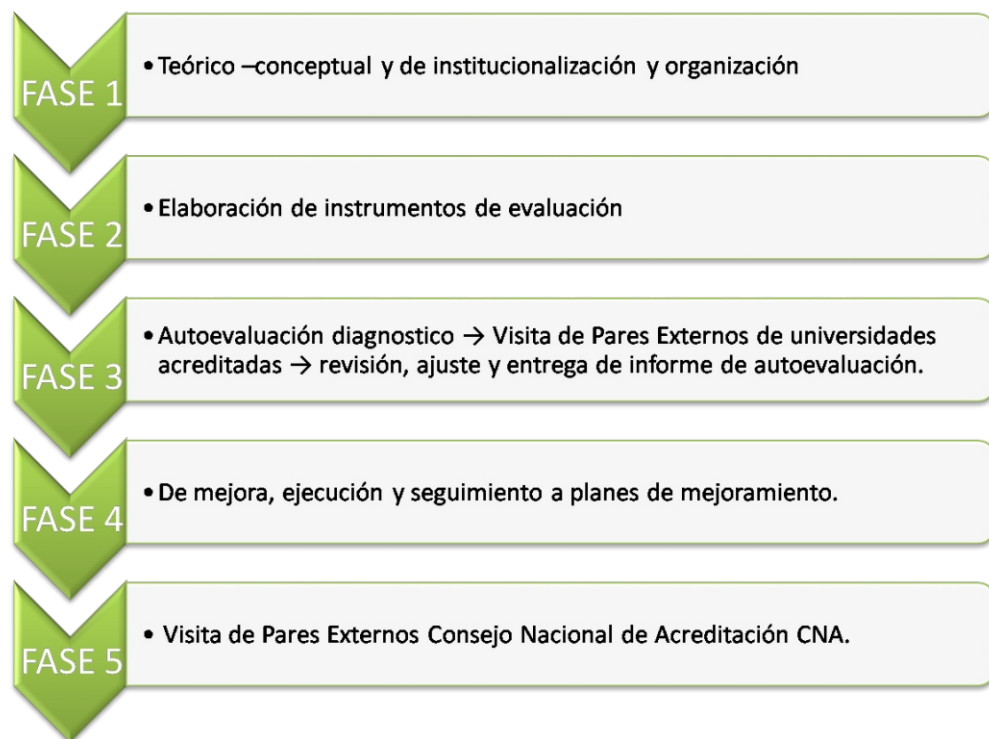 FASE 1
• Teórico –conceptual y de institucionalización y organización
FASE 2
• Elaboración de instrumentos de evaluación
FASE 3
• Autoevaluación diagnostico → Visita de Pares Externos de universidades
acreditadas → revisión, ajuste y entrega de informe de autoevaluación.
FASE 4
• De mejora, ejecución y seguimiento a planes de mejoramiento.
FASE 5
• Visita de Pares Externos Consejo Nacional de Acreditación CNA.